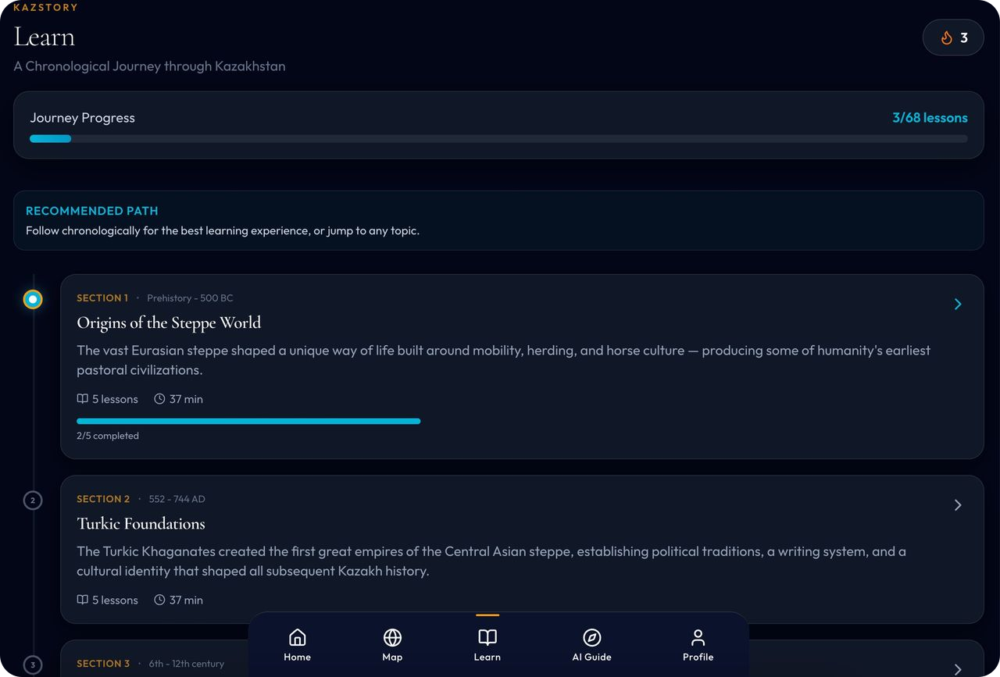 KAZSTORY
Learn
3
A Chronological Journey through Kazakhstan
Journey Progress
3/68 lessons
RECOMMENDED PATH
Follow chronologically for the best learning experience, or jump to any topic.
SECTION 1 · Prehistory - 500 BC
Origins of the Steppe World
The vast Eurasian steppe shaped a unique way of life built around mobility, herding, and horse culture — producing some of humanity's earliest
pastoral civilizations.
5 lessons 37 min
2/5 completed
2
SECTION 2 · 552 - 744 AD
Turkic Foundations
The Turkic Khaganates created the first great empires of the Central Asian steppe, establishing political traditions, a writing system, and a
cultural identity that shaped all subsequent Kazakh history.
5 lessons 37 min
3
SECTION 3 · 6th - 12th century
Home Map Learn AI Guide Profile